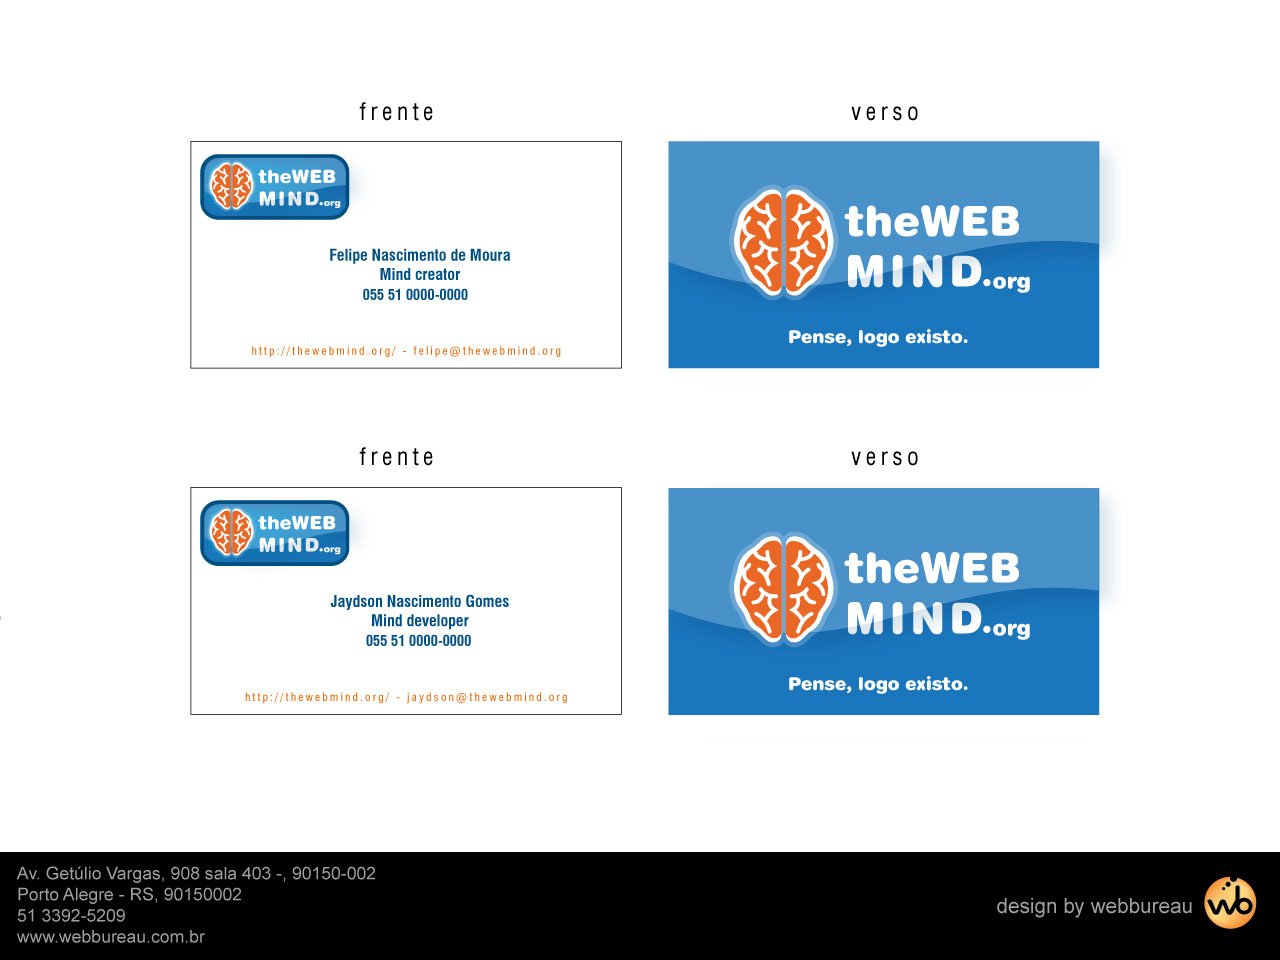 frente
verso
theWEB
MIND.org
Felipe Nascimento de Moura
Mind creator
055 51 0000-0000
http://thewebmind.org/ - felipe@thewebmind.org
theWEB
MIND.org
Pense, logo existo.
frente
verso
theWEB
MIND.org
Jaydson Nascimento Gomes
Mind developer
055 51 0000-0000
http://thewebmind.org/ - jaydson@thewebmind.org
theWEB
MIND.org
Pense, logo existo.
Av. Getúlio Vargas, 908 sala 403 -, 90150-002
Porto Alegre - RS, 90150002
51 3392-5209
www.webbureau.com.br
design by webbureau
wb